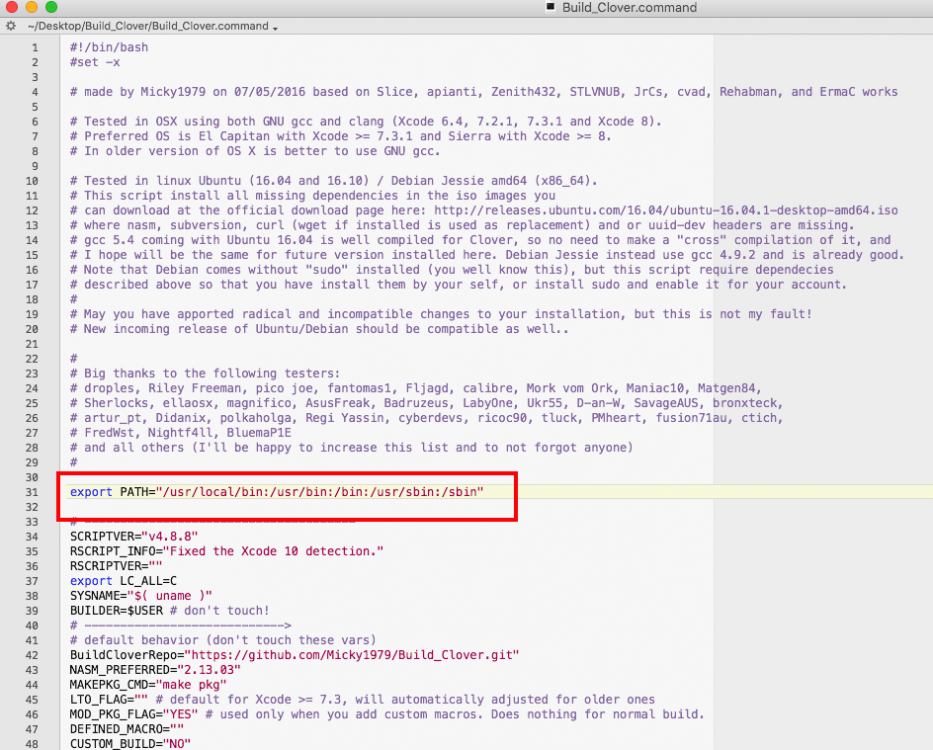 Build_Clover.command
~/Desktop/Build_Clover/Build_Clover.command
1 #!/bin/bash
2 #set -x
3
4 # made by Micky1979 on 07/05/2016 based on Slice, apianti, Zenith432, STLVNUB, JrCs, cvad, Rehabman, and ErmaC works
5
6 # Tested in OSX using both GNU gcc and clang (Xcode 6.4, 7.2.1, 7.3.1 and Xcode 8).
7 # Preferred OS is El Capitan with Xcode >= 7.3.1 and Sierra with Xcode >= 8.
8 # In older version of OS X is better to use GNU gcc.
9
10 # Tested in linux Ubuntu (16.04 and 16.10) / Debian Jessie amd64 (x86_64).
11 # This script install all missing dependencies in the iso images you
12 # can download at the official download page here: http://releases.ubuntu.com/16.04/ubuntu-16.04.1-desktop-amd64.iso
13 # where nasm, subversion, curl (wget if installed is used as replacement) and or uuid-dev headers are missing.
14 # gcc 5.4 coming with Ubuntu 16.04 is well compiled for Clover, so no need to make a "cross" compilation of it, and
15 # I hope will be the same for future version installed here. Debian Jessie instead use gcc 4.9.2 and is already good.
16 # Note that Debian comes without "sudo" installed (you well know this), but this script require dependecies
17 # described above so that you have install them by your self, or install sudo and enable it for your account.
18 #
19 # May you have apported radical and incompatible changes to your installation, but this is not my fault!
20 # New incoming release of Ubuntu/Debian should be compatible as well..
21
22 #
23 # Big thanks to the following testers:
24 # droples, Riley Freeman, pico joe, fantomas1, Fljagd, calibre, Mork vom Ork, Maniac10, Matgen84,
25 # Sherlocks, ellaosx, magnifico, AsusFreak, Badruzeus, LabyOne, Ukr55, D-an-W, SavageAUS, bronxteck,
26 # artur_pt, Didanix, polkaholga, Regi Yassin, cyberdevs, ricoc90, tluck, PMheart, fusion71au, ctich,
27 # FredWst, Nightf4ll, BluemaP1E
28 # and all others (I'll be happy to increase this list and to not forgot anyone)
29 #
30
31 export PATH="/usr/local/bin:/usr/bin:/bin:/usr/sbin:/sbin"
32
33 # --------------------------------------
34 SCRIPTVER="v4.8.8"
35 RSCRIPT_INFO="Fixed the Xcode 10 detection."
36 RSCRIPTVER=""
37 export LC_ALL=C
38 SYSNAME="$( uname )"
39 BUILDER=$USER # don't touch!
40 # ---------------------------->
41 # default behavior (don't touch these vars)
42 BuildCloverRepo="https://github.com/Micky1979/Build_Clover.git"
43 NASM_PREFERRED="2.13.03"
44 MAKEPKG_CMD="make pkg"
45 LTO_FLAG="" # default for Xcode >= 7.3, will automatically adjusted for older ones
46 MOD_PKG_FLAG="YES" # used only when you add custom macros. Does nothing for normal build.
47 DEFINED_MACRO=""
48 CUSTOM_BUILD="NO"